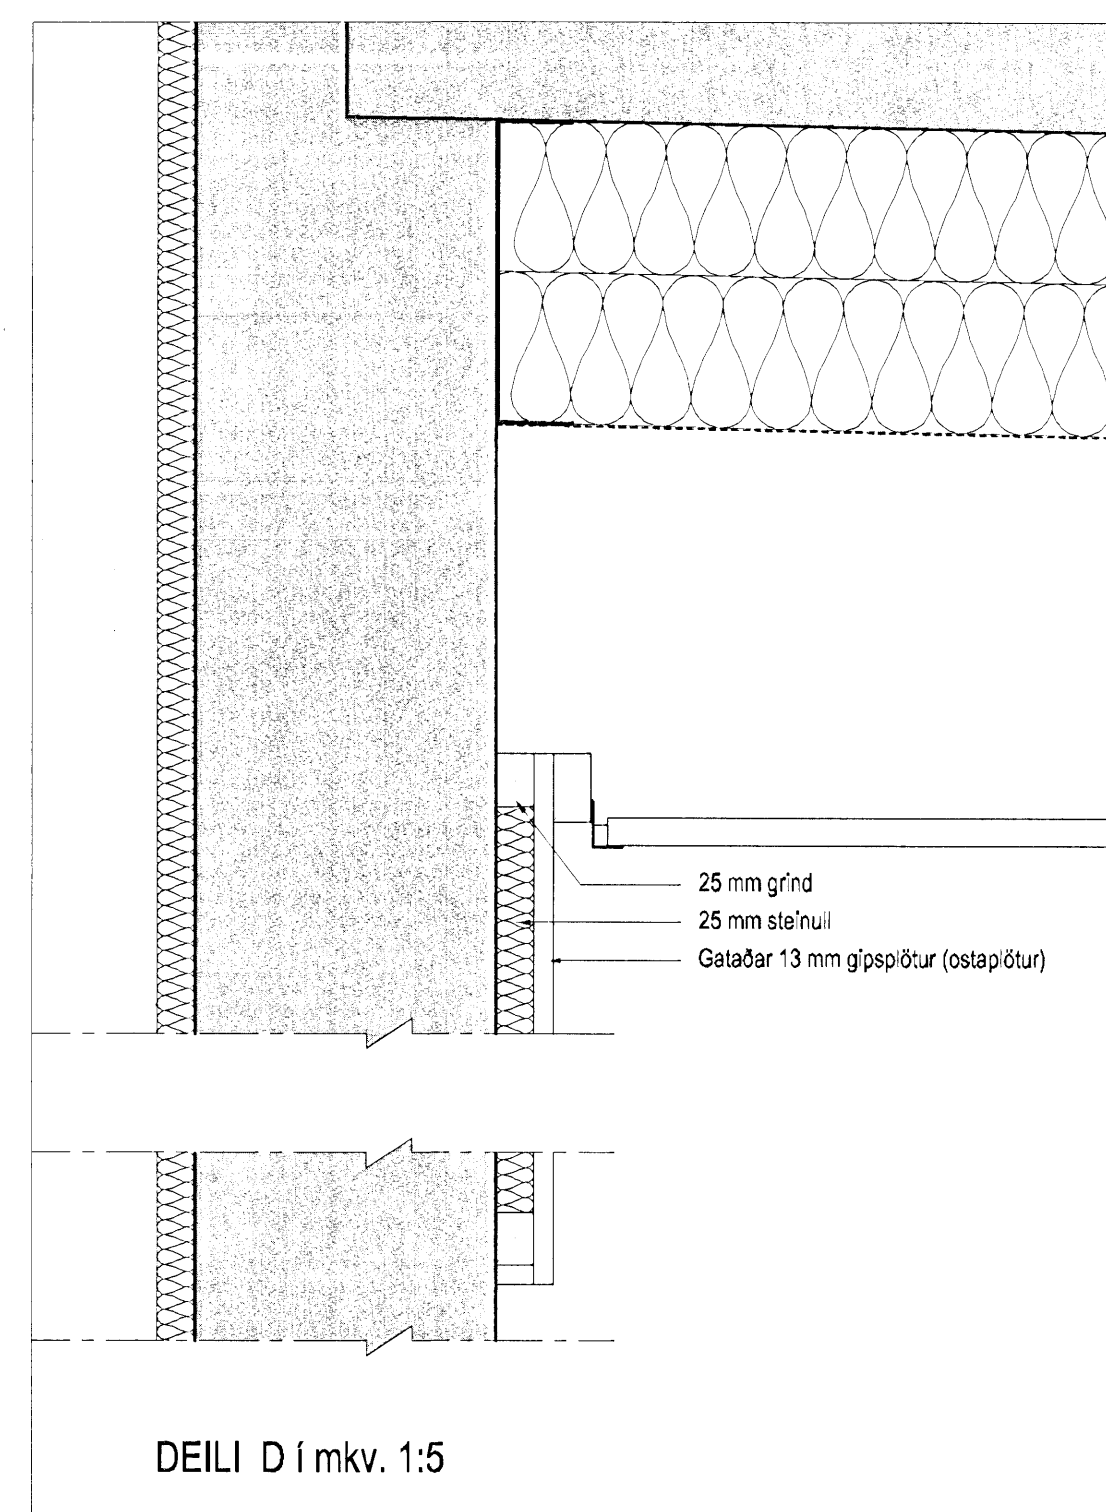 25 mm grind
25 mm steinull
Gataðar 13 mm gipsplötur (ostaplötur)
DEILI D í mkv. 1:5